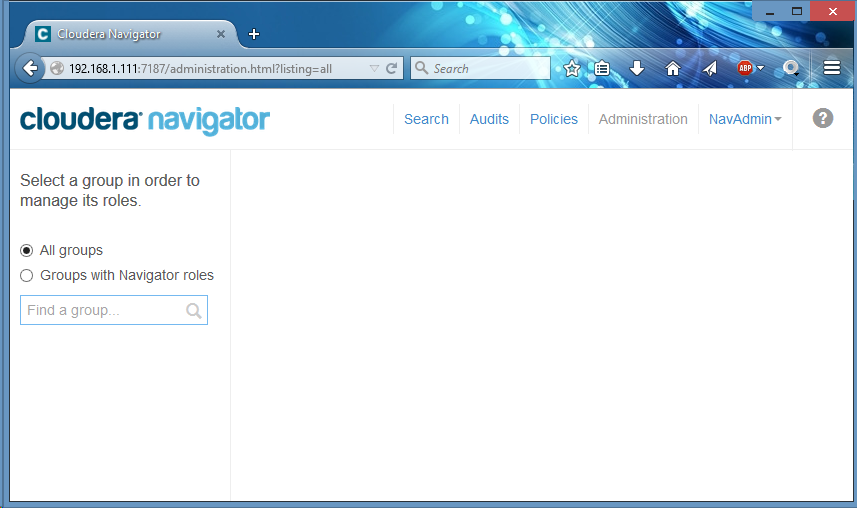 Cloudera Navigator
192.168.1.111:7187/administration.html?listing=all
Search
ABP
cloudera navigator
Search
Audits
Policies
Administration
NavAdmin
?
Select a group in order to
manage its roles.
All groups
Groups with Navigator roles
Find a group...